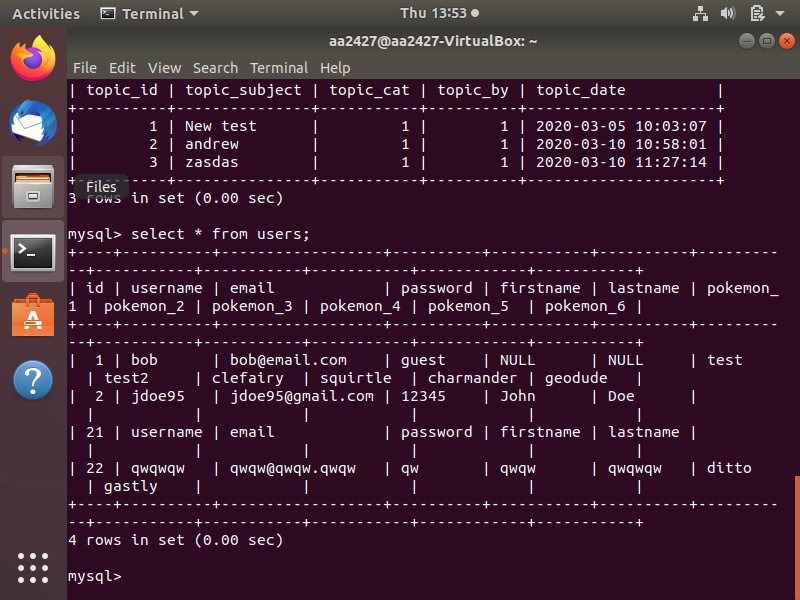 Activities Terminal Thu 13:53
aa2427@aa2427-VirtualBox: ~
File Edit View Search Terminal Help
| topic_id | topic_subject | topic_cat | topic_by | topic_date          |
+----------+---------------+-----------+----------+---------------------+
|        1 | New test      |         1 |        1 | 2020-03-05 10:03:07 |
|        2 | andrew        |         1 |        1 | 2020-03-10 10:58:01 |
|        3 | zasdas        |         1 |        1 | 2020-03-10 11:27:14 |
+----------+---------------+-----------+----------+---------------------+
Files
3 rows in set (0.00 sec)
mysql> select * from users;
+----+----------+------------------+----------+-----------+----------+---------
--+-----------+-----------+-----------+------------+-----------+
| id | username | email            | password | firstname | lastname | pokemon_
1 | pokemon_2 | pokemon_3 | pokemon_4 | pokemon_5  | pokemon_6 |
+----+----------+------------------+----------+-----------+----------+---------
--+-----------+-----------+-----------+------------+-----------+
|  1 | bob      | bob@email.com    | guest    | NULL      | NULL     | test
  | test2     | clefairy  | squirtle  | charmander | geodude   |
|  2 | jdoe95   | jdoe95@gmail.com | 12345    | John      | Doe      |
  |           |           |           |            |           |
| 21 | username | email            | password | firstname | lastname |
  |           |           |           |            |           |
| 22 | qwqwqw   | qwqw@qwqw.qwqw   | qw       | qwqw      | qwqwqw   | ditto
  | gastly    |           |           |            |           |
+----+----------+------------------+----------+-----------+----------+---------
--+-----------+-----------+-----------+------------+-----------+
4 rows in set (0.00 sec)
mysql>